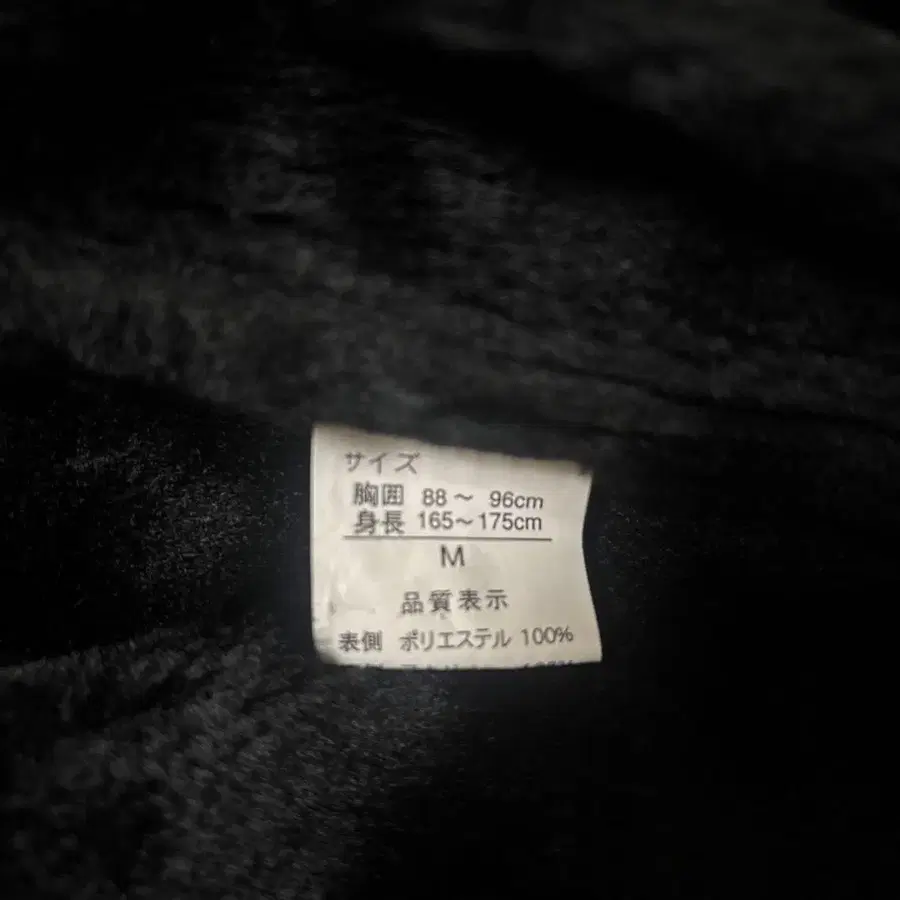 サイズ
胸囲 88～ 96cm
身長 165～175cm
M
品質表示
表側 ポリエステル 100%